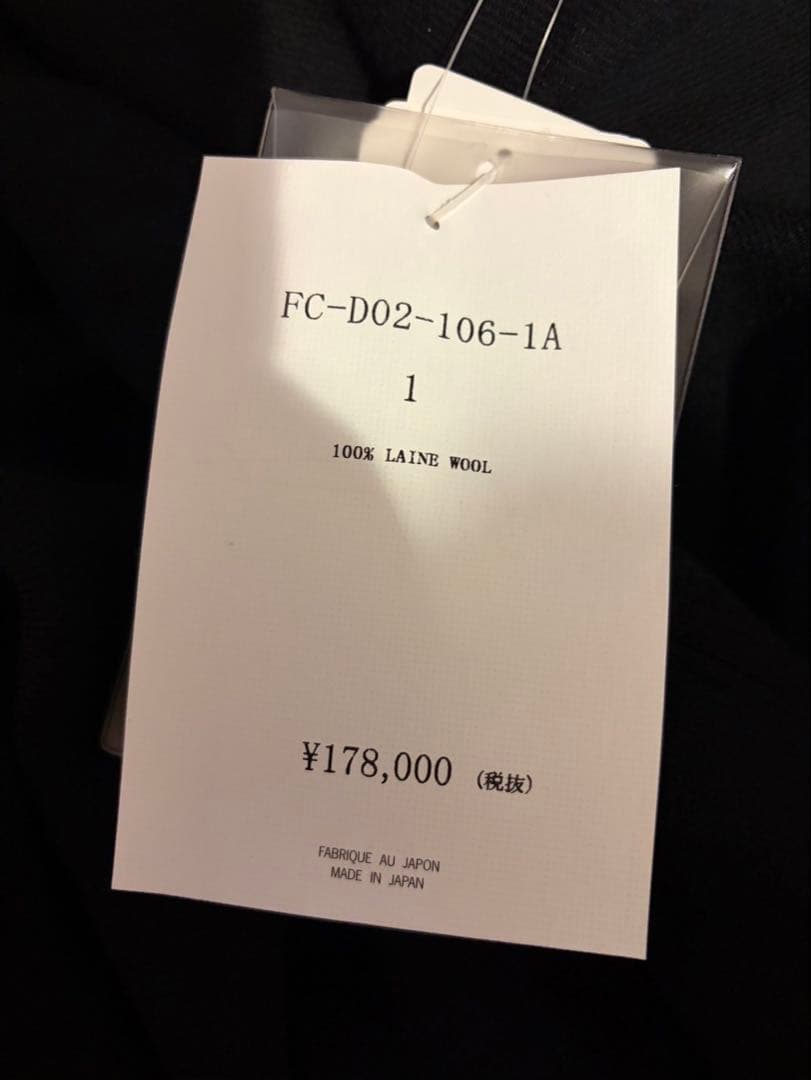 FC-D02-106-1A
1
100% LAINE WOOL
¥178,000 (税抜)
FABRIQUE AU JAPON
MADE IN JAPAN